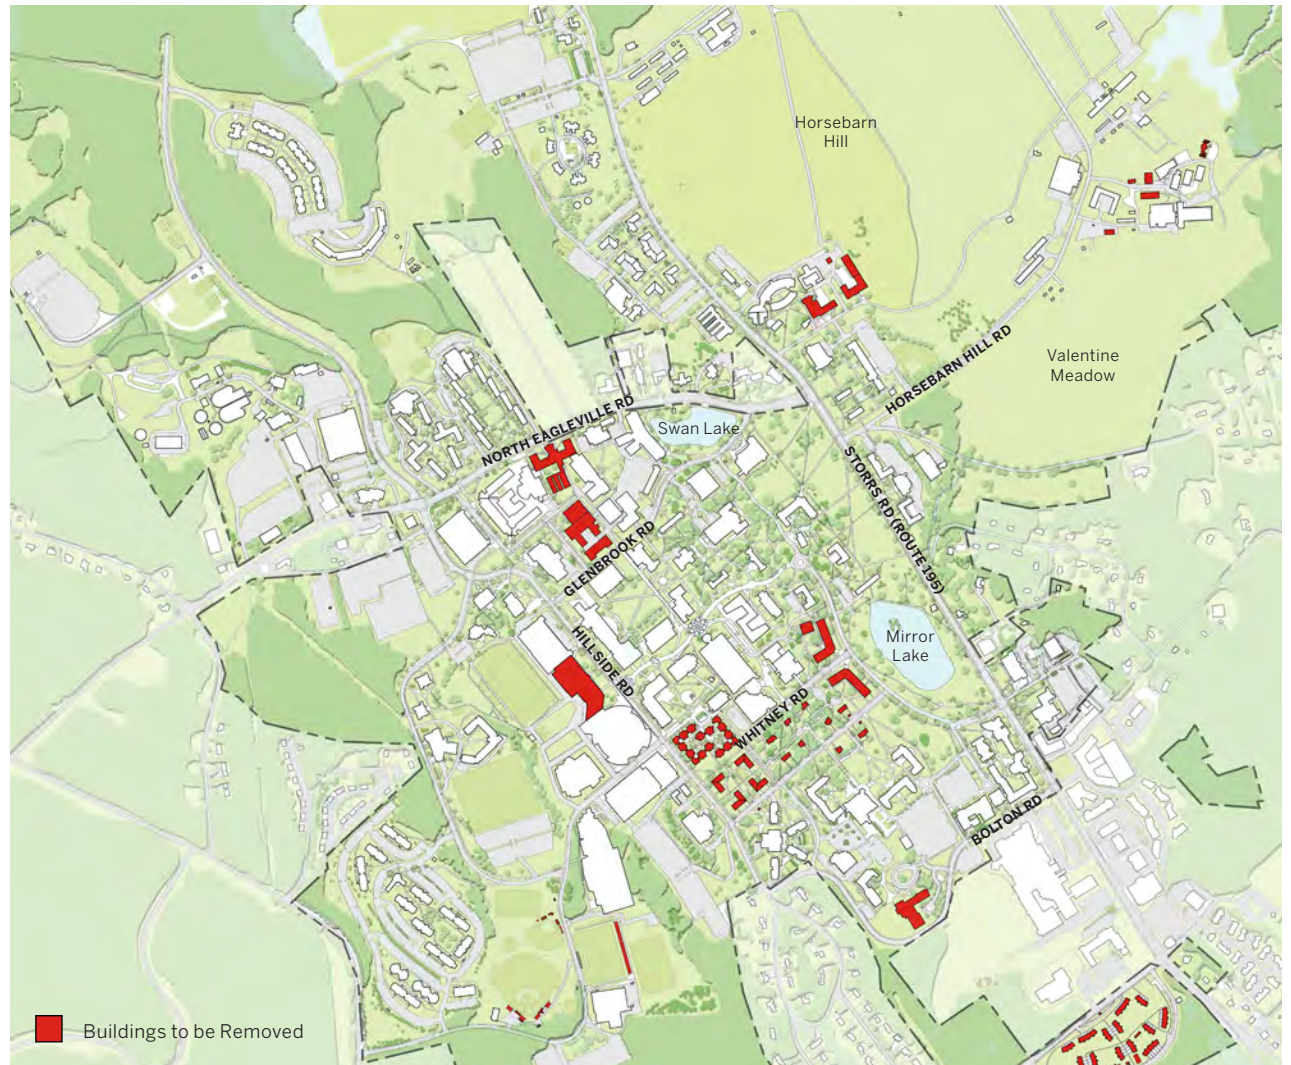 Horsebarn
Hill
HORSEBARN HILL RD
Valentine
Meadow
NORTH EAGLEVILLE RD
Swan Lake
STORRS RD (ROUTE 195)
GLENBROOK RD
HILLSIDE RD
Mirror
Lake
WHITNEY RD
BOLTON RD
Buildings to be Removed